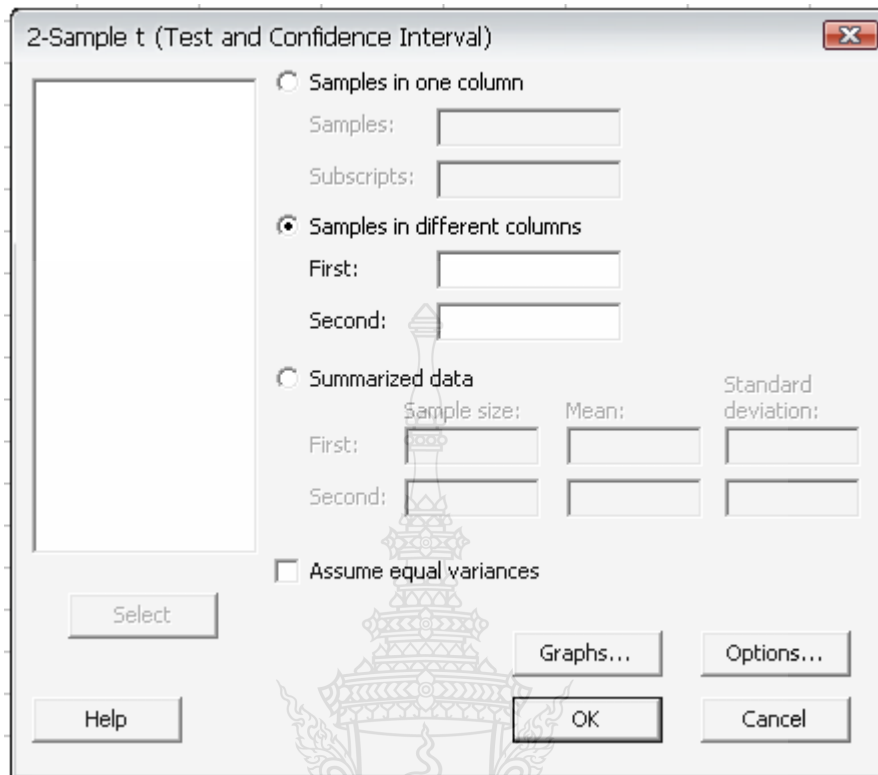 2-Sample t (Test and Confidence Interval)
Samples in one column
Samples:
Subscripts:
Samples in different columns
First:
Second:
Summarized data
Sample size: Mean: Standard deviation:
First:
Second:
Assume equal variances
Select
Graphs... Options...
Help OK Cancel